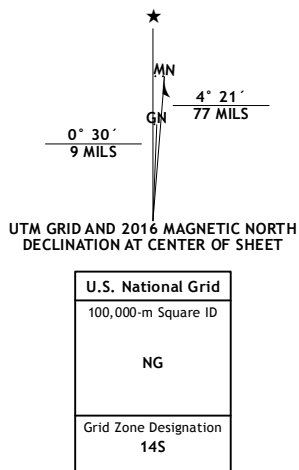 ★
MN
4° 21´
77 MILS
GN
0° 30´
9 MILS
UTM GRID AND 2016 MAGNETIC NORTH
DECLINATION AT CENTER OF SHEET
U.S. National Grid
100,000-m Square ID
NG
Grid Zone Designation
14S